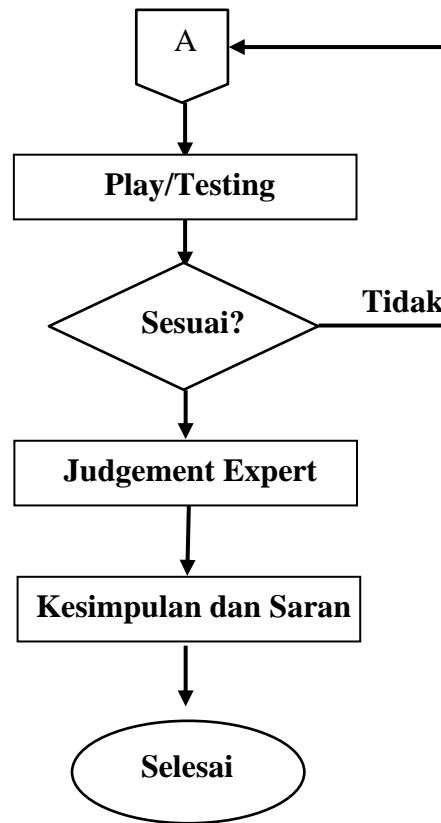 A
Play/Testing
Sesuai?
Tidak
Judgement Expert
Kesimpulan dan Saran
Selesai